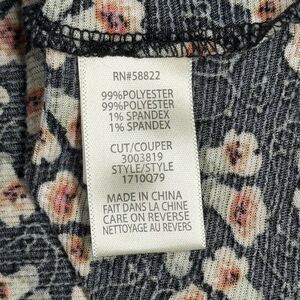 RN#58822
99%POLYESTER
99%POLYESTER
1% SPANDEX
1% SPANDEX
CUT/COUPER
3003819
STYLE/STYLE
1710Q79
MADE IN CHINA
FAIT DANS LA CHINE
CARE ON REVERSE
NETTOYAGE AU REVERS